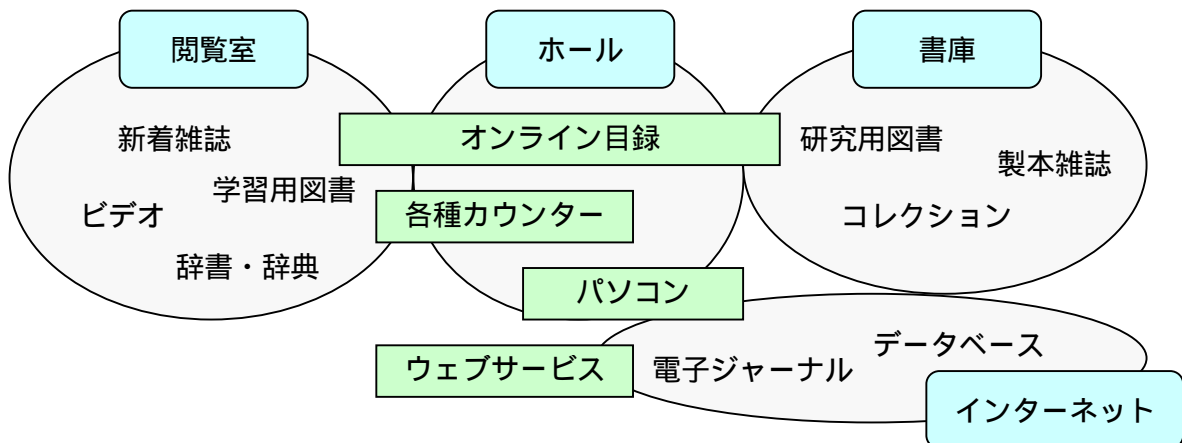 閲覧室
ホール
書庫
新着雑誌
オンライン目録
研究用図書
製本雑誌
学習用図書
ビデオ
各種カウンター
コレクション
辞書・辞典
パソコン
データベース
ウェブサービス
電子ジャーナル
インターネット